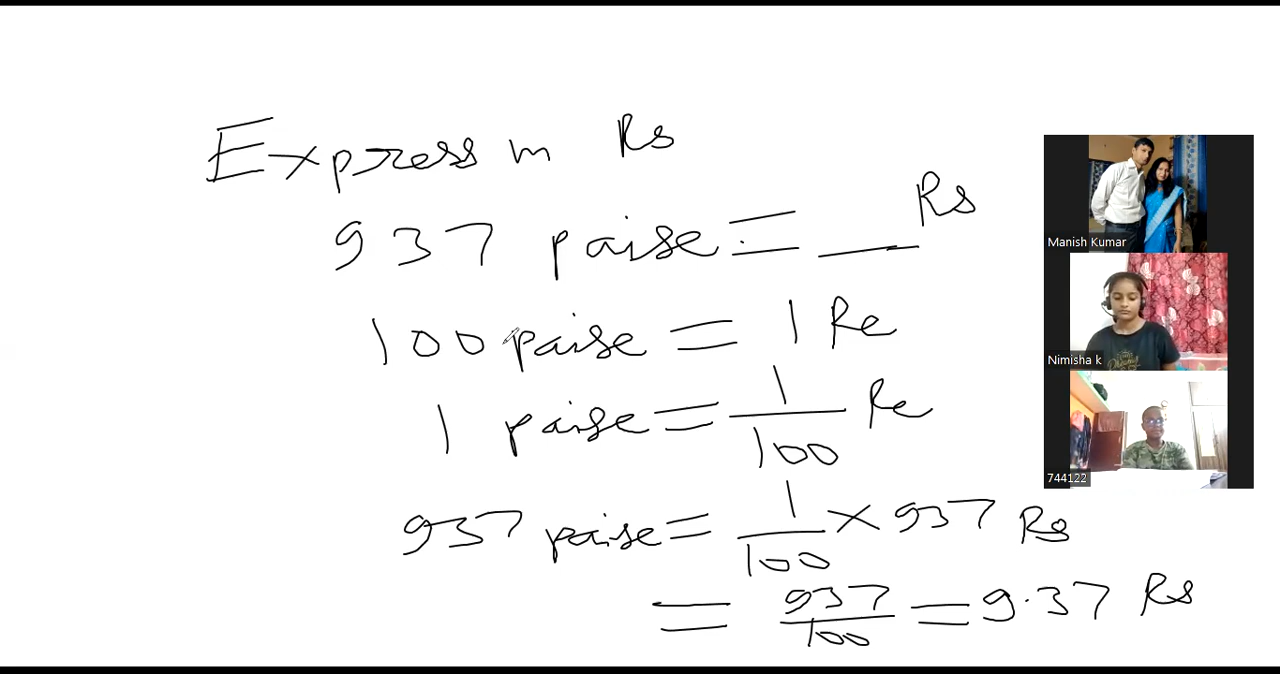 Express in Rs
937 paise = ___ Rs
100 paise = 1 Re
1 paise = 1/100 Re
937 paise = 1/100 × 937 Rs
= 937/100 = 9.37 Rs
Manish Kumar
Nimisha k
744122